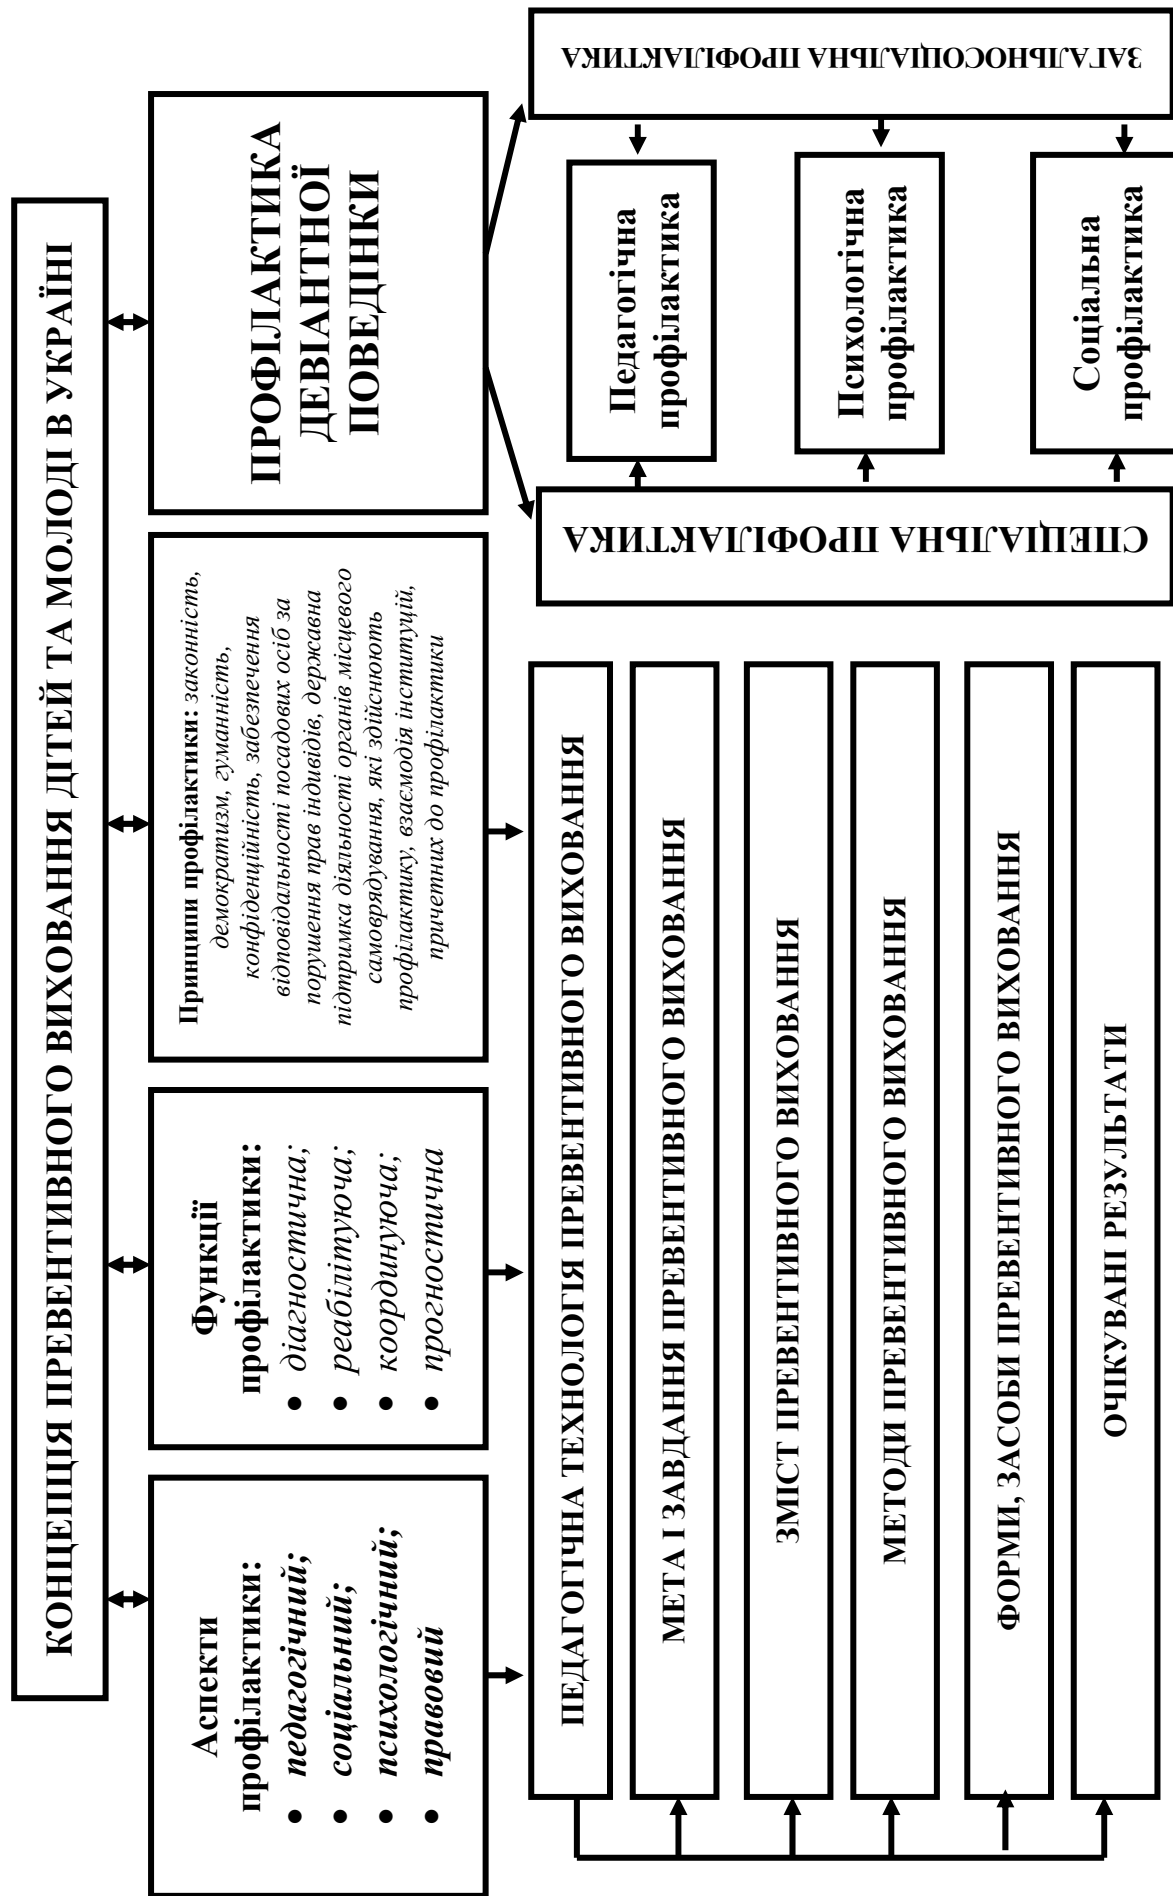 КОНЦЕПЦІЯ ПРЕВЕНТИВНОГО ВИХОВАННЯ ДІТЕЙ ТА МОЛОДІ В УКРАЇНІ
Аспекти
профілактики:
• педагогічний;
• соціальний;
• психологічний;
• правовий
Функції
профілактики:
• діагностична;
• реабілітуюча;
• координуюча;
• прогностична
Принципи профілактики: законність,
демократизм, гуманність,
конфіденційність, забезпечення
відповідальності посадових осіб за
порушення прав індивідів, державна
підтримка діяльності органів місцевого
самоврядування, які здійснюють
профілактику, взаємодія інституцій,
причетних до профілактики
ПРОФІЛАКТИКА
ДЕВІАНТНОЇ
ПОВЕДІНКИ
ПЕДАГОГІЧНА ТЕХНОЛОГІЯ ПРЕВЕНТИВНОГО ВИХОВАННЯ
МЕТА І ЗАВДАННЯ ПРЕВЕНТИВНОГО ВИХОВАННЯ
ЗМІСТ ПРЕВЕНТИВНОГО ВИХОВАННЯ
МЕТОДИ ПРЕВЕНТИВНОГО ВИХОВАННЯ
ФОРМИ, ЗАСОБИ ПРЕВЕНТИВНОГО ВИХОВАННЯ
ОЧІКУВАНІ РЕЗУЛЬТАТИ
СПЕЦІАЛЬНА ПРОФІЛАКТИКА
Педагогічна
профілактика
Психологічна
профілактика
Соціальна
профілактика
ЗАГАЛЬНОСОЦІАЛЬНА ПРОФІЛАКТИКА